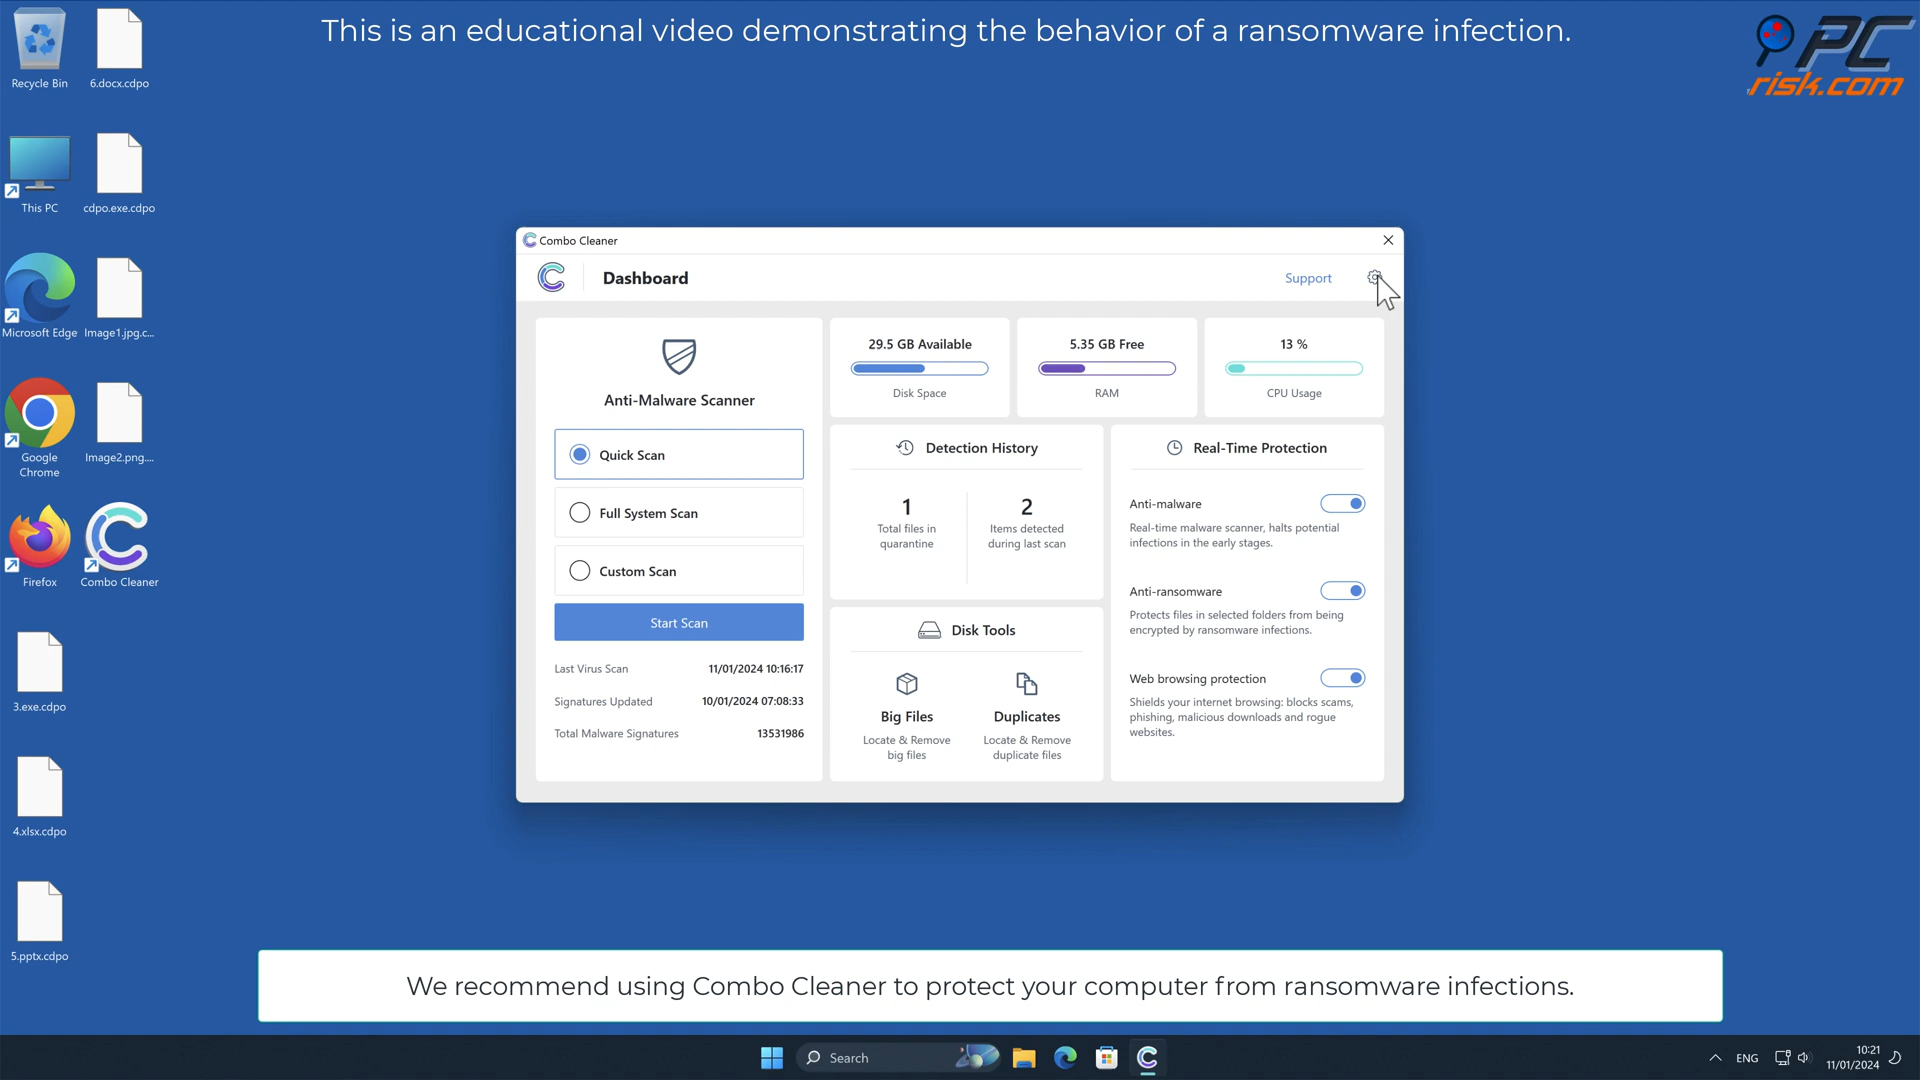 This is an educational video demonstrating the behavior of a ransomware infection.
PC
risk.com
Recycle Bin
6.docx.cdpo
This PC
cdpo.exe.cdpo
Microsoft Edge
Image1.jpg.c...
Google
Chrome
Image2.png....
Firefox
Combo Cleaner
3.exe.cdpo
4.xlsx.cdpo
5.pptx.cdpo
Combo Cleaner
Dashboard
Support
Anti-Malware Scanner
Quick Scan
Full System Scan
Custom Scan
Start Scan
Last Virus Scan 11/01/2024 10:16:17
Signatures Updated 10/01/2024 07:08:33
Total Malware Signatures 13531986
29.5 GB Available
Disk Space
5.35 GB Free
RAM
13 %
CPU Usage
Detection History
1
Total files in
quarantine
2
Items detected
during last scan
Disk Tools
Big Files
Locate & Remove
big files
Duplicates
Locate & Remove
duplicate files
Real-Time Protection
Anti-malware
Real-time malware scanner, halts potential
infections in the early stages.
Anti-ransomware
Protects files in selected folders from being
encrypted by ransomware infections.
Web browsing protection
Shields your internet browsing: blocks scams,
phishing, malicious downloads and rogue
websites.
We recommend using Combo Cleaner to protect your computer from ransomware infections.
Search
ENG
10:21
11/01/2024